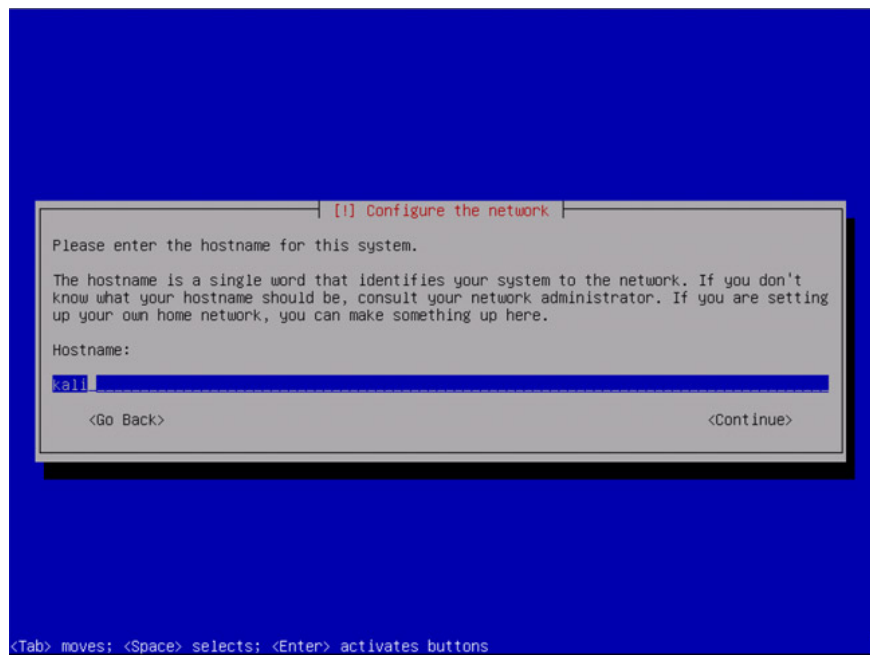 [!] Configure the network
Please enter the hostname for this system.
The hostname is a single word that identifies your system to the network. If you don't
know what your hostname should be, consult your network administrator. If you are setting
up your own home network, you can make something up here.
Hostname:
kali
<Go Back> <Continue>
<Tab> moves; <Space> selects; <Enter> activates buttons